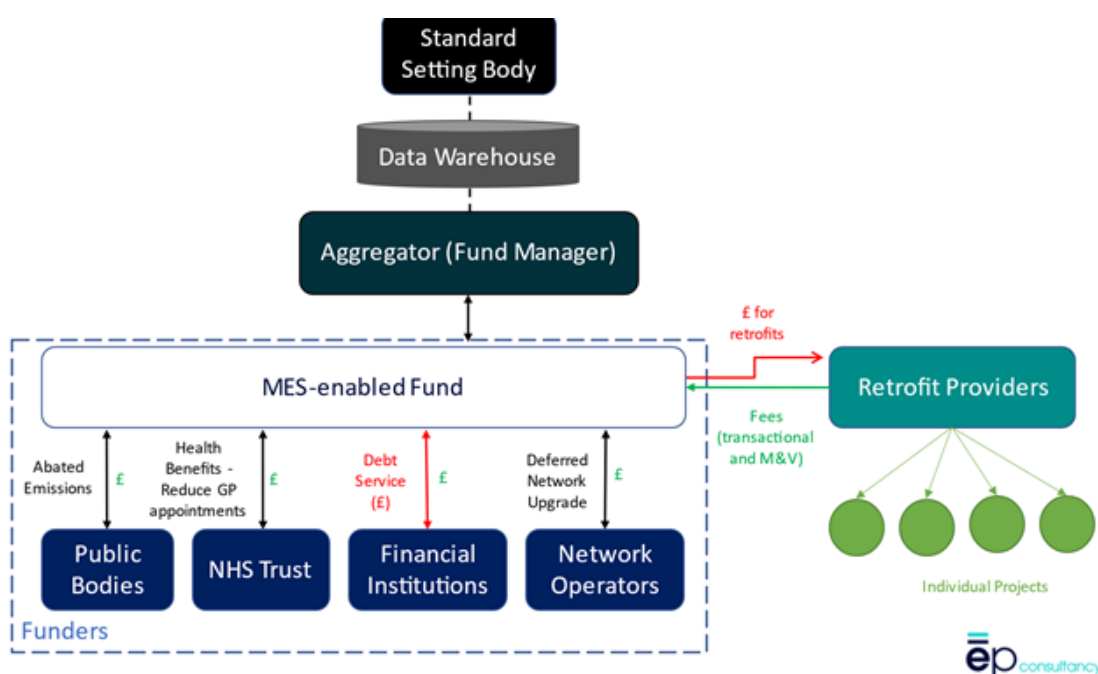 Standard
Setting Body
Data Warehouse
Aggregator (Fund Manager)
£ for
retrofits
MES-enabled Fund
Retrofit Providers
Fees
(transactional
and M&V)
Abated
Emissions
£
Health
Benefits -
Reduce GP
appointments
£
Debt
Service
(£)
£
Deferred
Network
Upgrade
£
Public
Bodies
NHS Trust
Financial
Institutions
Network
Operators
Individual Projects
Funders
ep consultancy